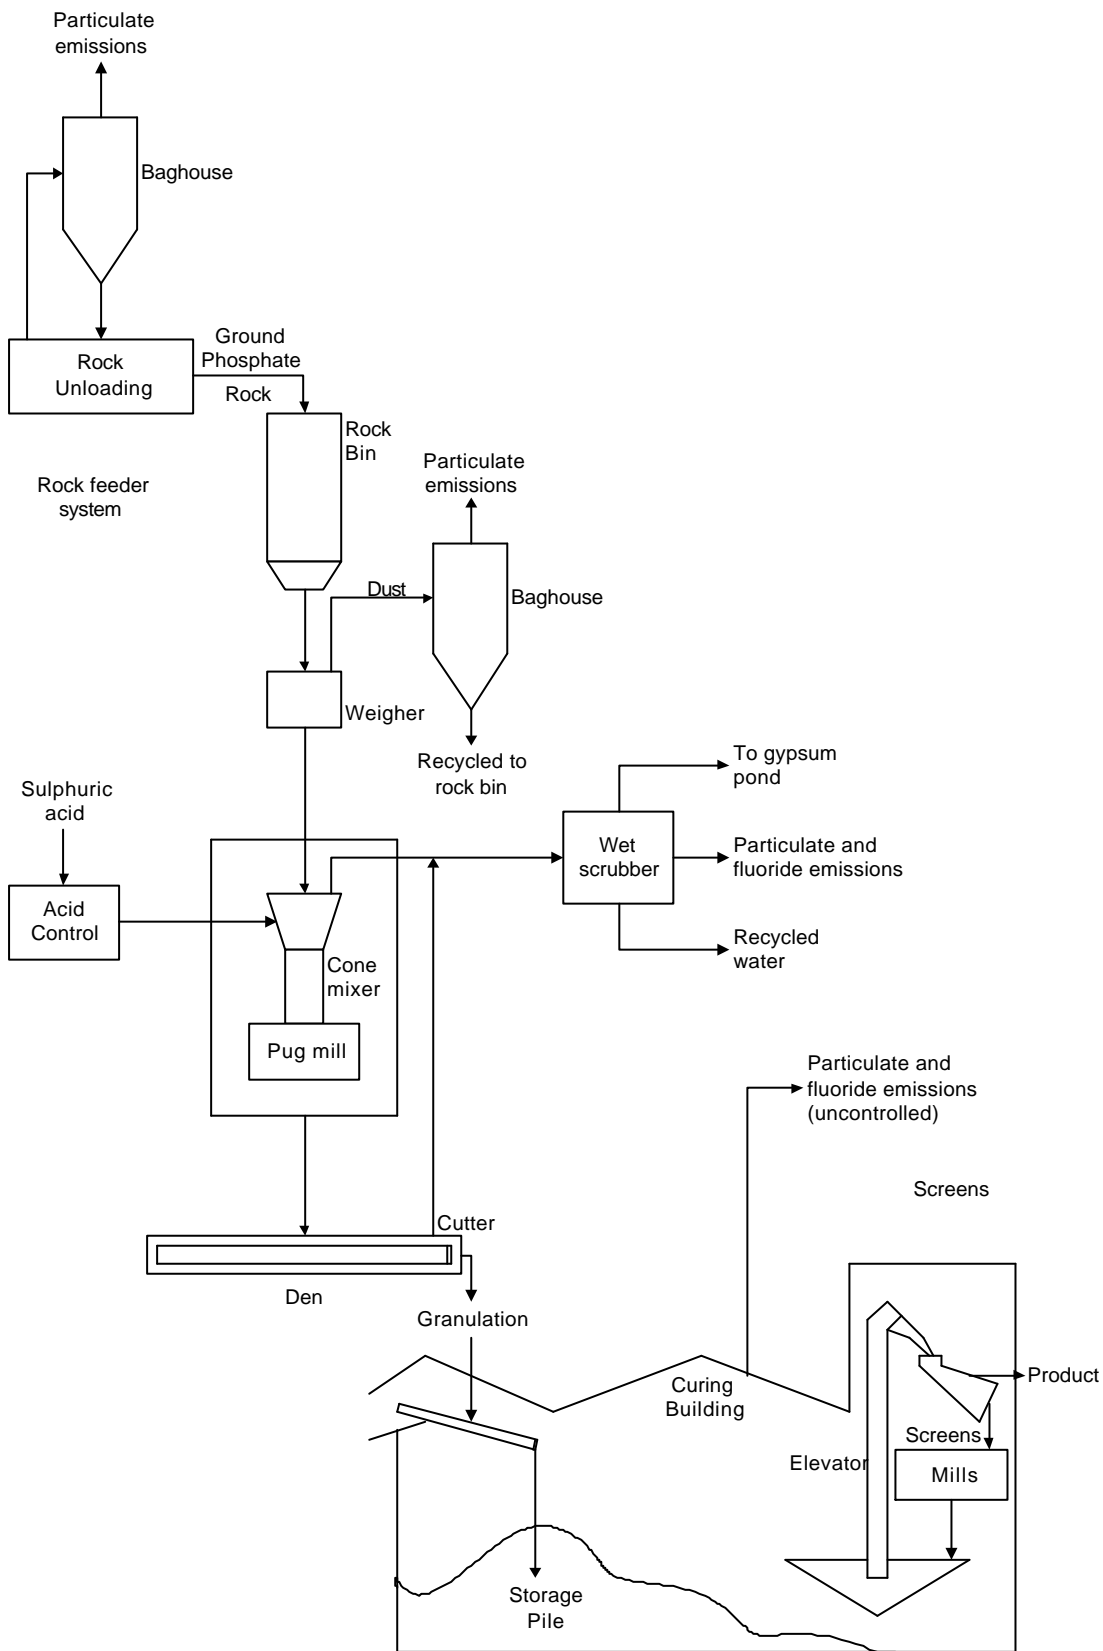 Particulate
emissions
Baghouse
Ground
Phosphate
Rock
Rock
Unloading
Rock
Bin
Rock feeder
system
Particulate
emissions
Dust
Baghouse
Weigher
Recycled to
rock bin
To gypsum
pond
Sulphuric
acid
Wet
scrubber
Particulate and
fluoride emissions
Acid
Control
Recycled
water
Cone
mixer
Pug mill
Particulate and
fluoride emissions
(uncontrolled)
Screens
Cutter
Den
Granulation
Curing
Building
Product
Screens
Elevator
Mills
Storage
Pile